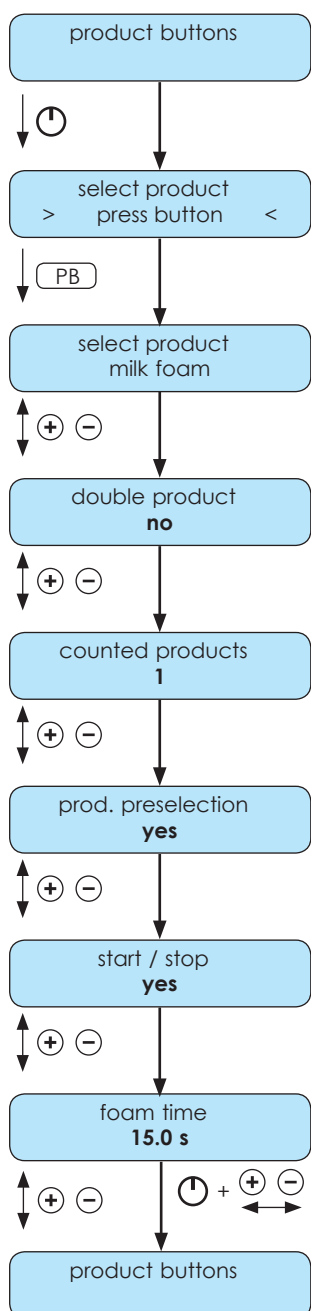 product buttons
select product
> press button <
PB
select product
milk foam
+ −
double product
no
+ −
counted products
1
+ −
prod. preselection
yes
+ −
start / stop
yes
+ −
foam time
15.0 s
+ − + + −
product buttons